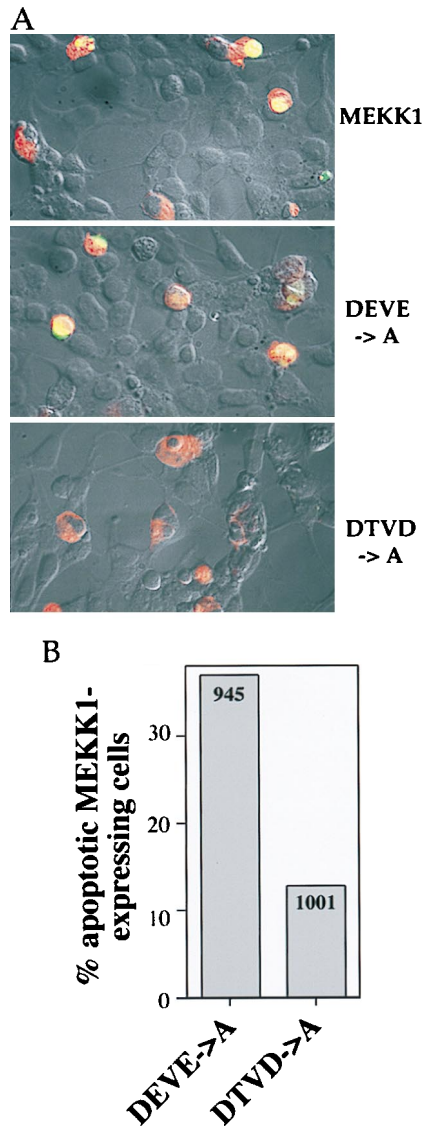 A
MEKK1
DEVE
-> A
DTVD
-> A
B
% apoptotic MEKK1-
expressing cells
30
20
10
0
945
1001
DEVE->A
DTVD->A